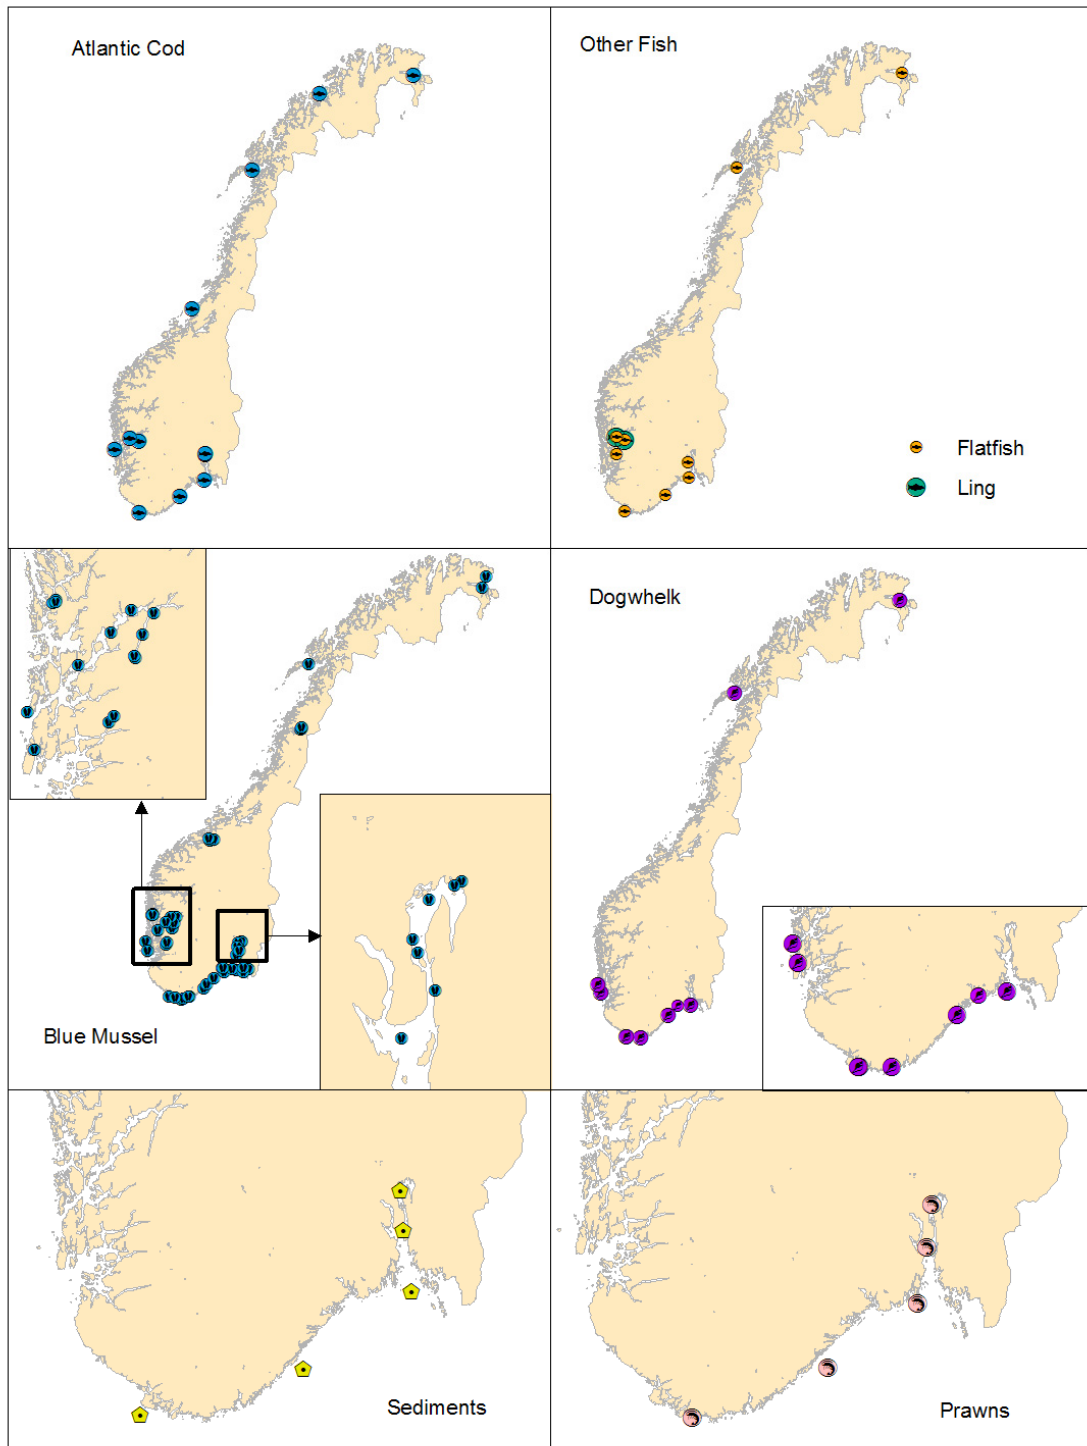 Atlantic Cod
Other Fish
Flatfish
Ling
Blue Mussel
Dogwhelk
Sediments
Prawns